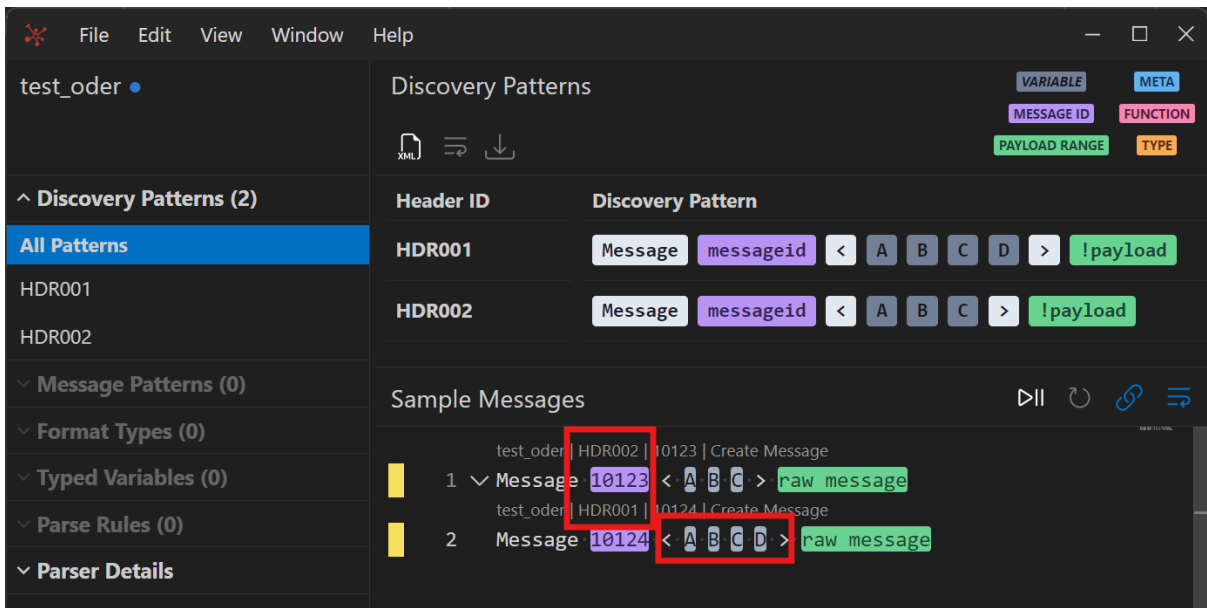 File Edit View Window Help
test_oder
Discovery Patterns
VARIABLE META
MESSAGE ID FUNCTION
PAYLOAD RANGE TYPE
XML
Discovery Patterns (2)
All Patterns
HDR001
HDR002
Message Patterns (0)
Format Types (0)
Typed Variables (0)
Parse Rules (0)
Parser Details
Header ID Discovery Pattern
HDR001 Message messageid < A B C D > !payload
HDR002 Message messageid < A B C > !payload
Sample Messages
test_oder | HDR002 | 10123 | Create Message
1 Message 10123 < A B C > raw message
test_oder | HDR001 | 10124 | Create Message
2 Message 10124 < A B C D > raw message